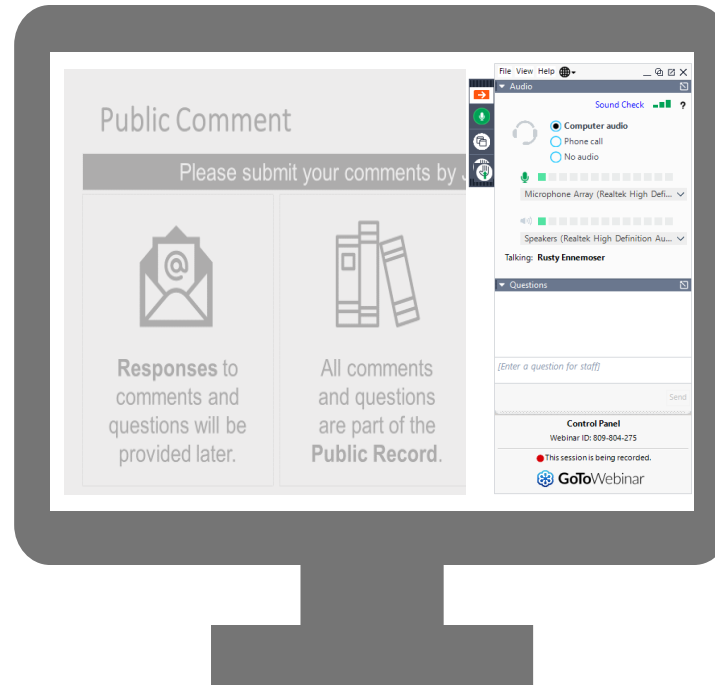 Public Comment
Please submit your comments by
Responses to
comments and
questions will be
provided later.
All comments
and questions
are part of the
Public Record.
File View Help
Audio
Sound Check ?
Computer audio
Phone call
No audio
Microphone Array (Realtek High Defi...
Speakers (Realtek High Definition Au...
Talking: Rusty Ennemoser
Questions
[Enter a question for staff]
Send
Control Panel
Webinar ID: 809-804-275
This session is being recorded.
GoToWebinar